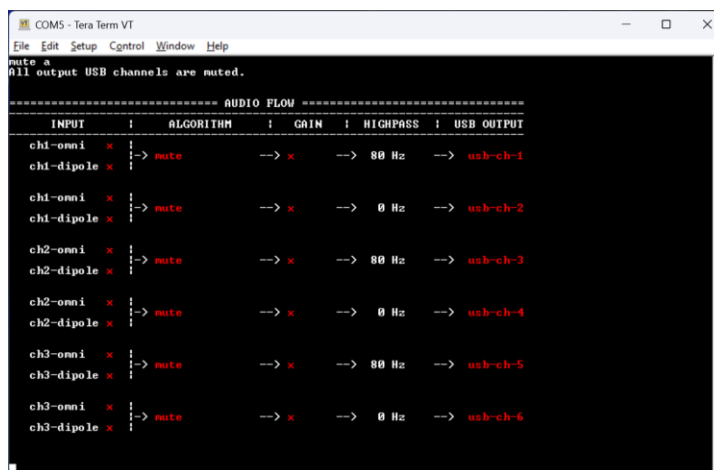 COM5 - Tera Term VT
File Edit Setup Control Window Help
mute a
All output USB channels are muted.
============================== AUDIO FLOW ================================
INPUT ¦ ALGORITHM ¦ GAIN ¦ HIGHPASS ¦ USB OUTPUT
ch1-omni × ¦
¦-> mute --> × --> 80 Hz --> usb-ch-1
ch1-dipole × ¦
ch1-omni × ¦
¦-> mute --> × --> 0 Hz --> usb-ch-2
ch1-dipole × ¦
ch2-omni × ¦
¦-> mute --> × --> 80 Hz --> usb-ch-3
ch2-dipole × ¦
ch2-omni × ¦
¦-> mute --> × --> 0 Hz --> usb-ch-4
ch2-dipole × ¦
ch3-omni × ¦
¦-> mute --> × --> 80 Hz --> usb-ch-5
ch3-dipole × ¦
ch3-omni × ¦
¦-> mute --> × --> 0 Hz --> usb-ch-6
ch3-dipole × ¦